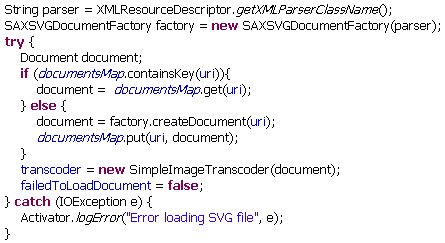 String parser = XMLResourceDescriptor.getXMLParserClassName();
SAXSVGDocumentFactory factory = new SAXSVGDocumentFactory(parser);
try {
    Document document;
    if (documentsMap.containsKey(uri)){
        document =  documentsMap.get(uri);
    } else {
        document = factory.createDocument(uri);
        documentsMap.put(uri, document);
    }
    transcoder = new SimpleImageTranscoder(document);
    failedToLoadDocument = false;
} catch (IOException e) {
    Activator.logError("Error loading SVG file", e);
}